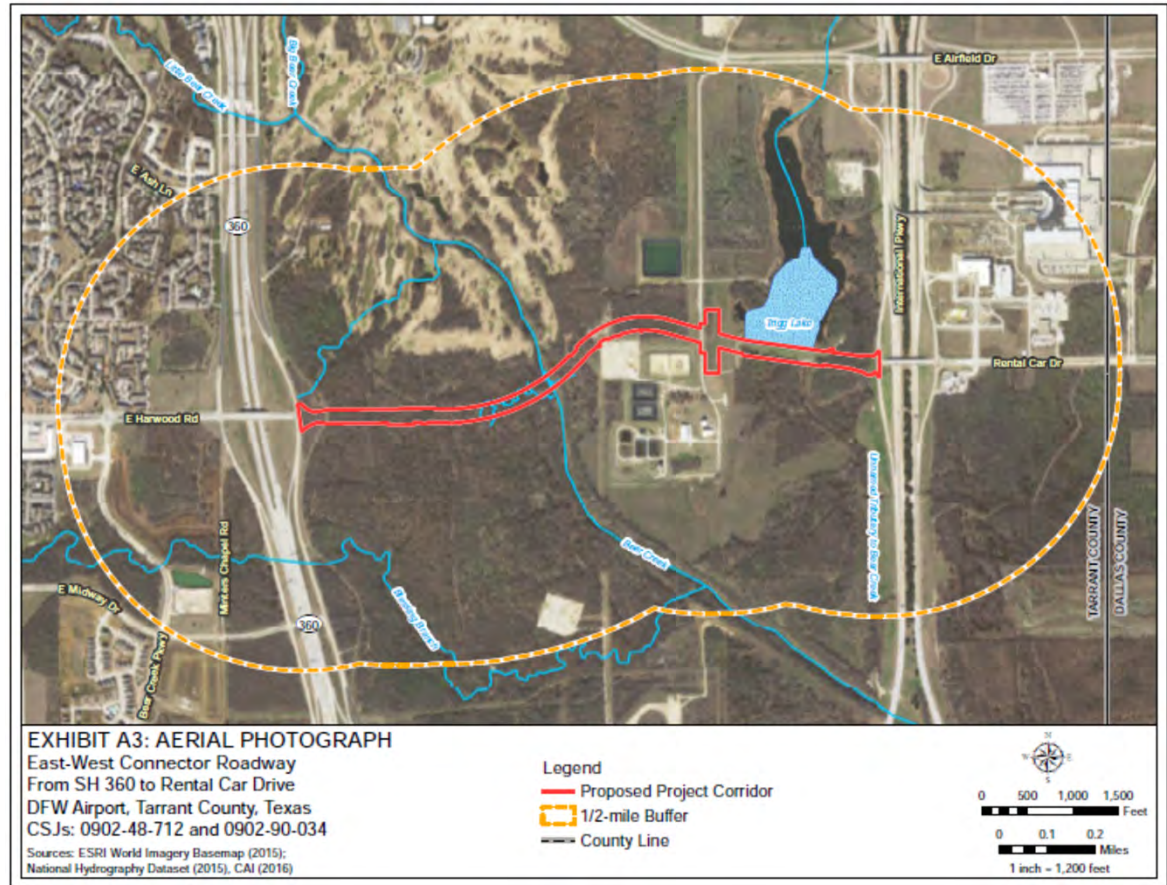 E Airfield Dr
Little Bear Creek
Big Bear Creek
E Ash Ln
360
International Pkwy
Trigg Lake
Rental Car Dr
E Harwood Rd
Unnamed Tributary to Bear Creek
Minters Chapel Rd
Bear Creek
TARRANT COUNTY
DALLAS COUNTY
E Midway Dr
Blessing Branch
360
Bear Creek Pkwy
EXHIBIT A3: AERIAL PHOTOGRAPH
East-West Connector Roadway
From SH 360 to Rental Car Drive
DFW Airport, Tarrant County, Texas
CSJs: 0902-48-712 and 0902-90-034
Sources: ESRI World Imagery Basemap (2015);
National Hydrography Dataset (2015), CAI (2016)
Legend
Proposed Project Corridor
1/2-mile Buffer
County Line
N
W E
S
0 500 1,000 1,500
Feet
0 0.1 0.2
Miles
1 inch = 1,200 feet